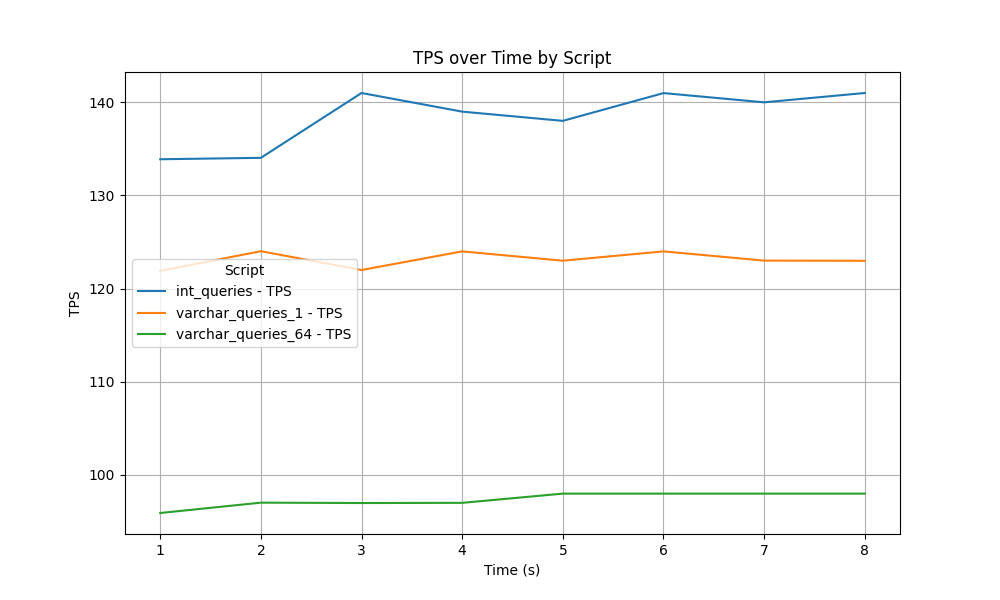 TPS over Time by Script
TPS
140
130
120
110
100
Script
int_queries - TPS
varchar_queries_1 - TPS
varchar_queries_64 - TPS
1 2 3 4 5 6 7 8
Time (s)